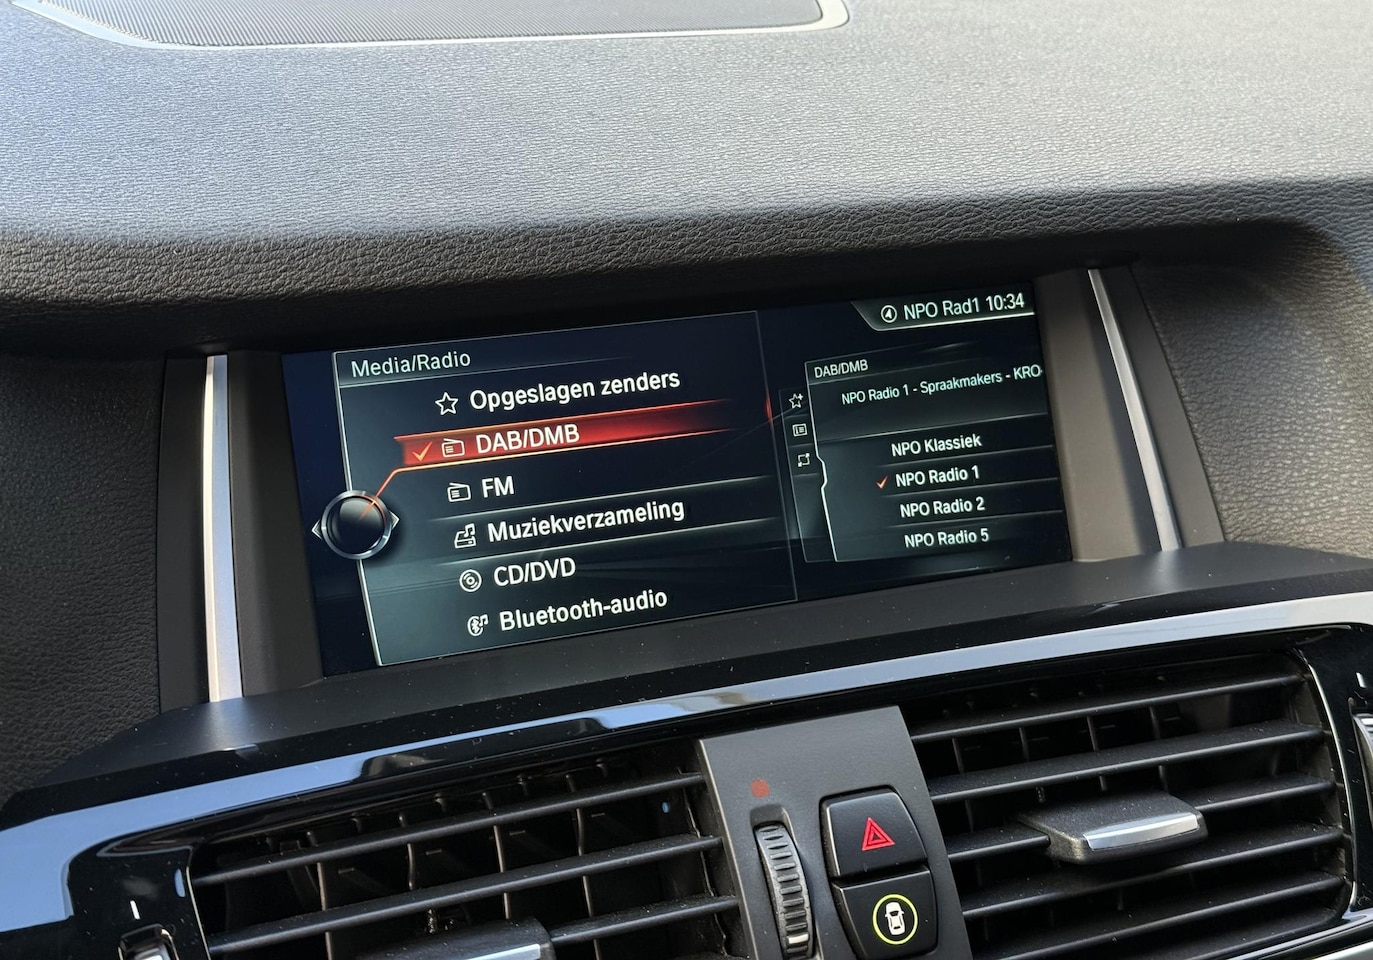 NPO Rad1 10:34
Media/Radio
Opgeslagen zenders
DAB/DMB
FM
Muziekverzameling
CD/DVD
Bluetooth-audio
DAB/DMB
NPO Radio 1 - Spraakmakers - KRO-
NPO Klassiek
NPO Radio 1
NPO Radio 2
NPO Radio 5